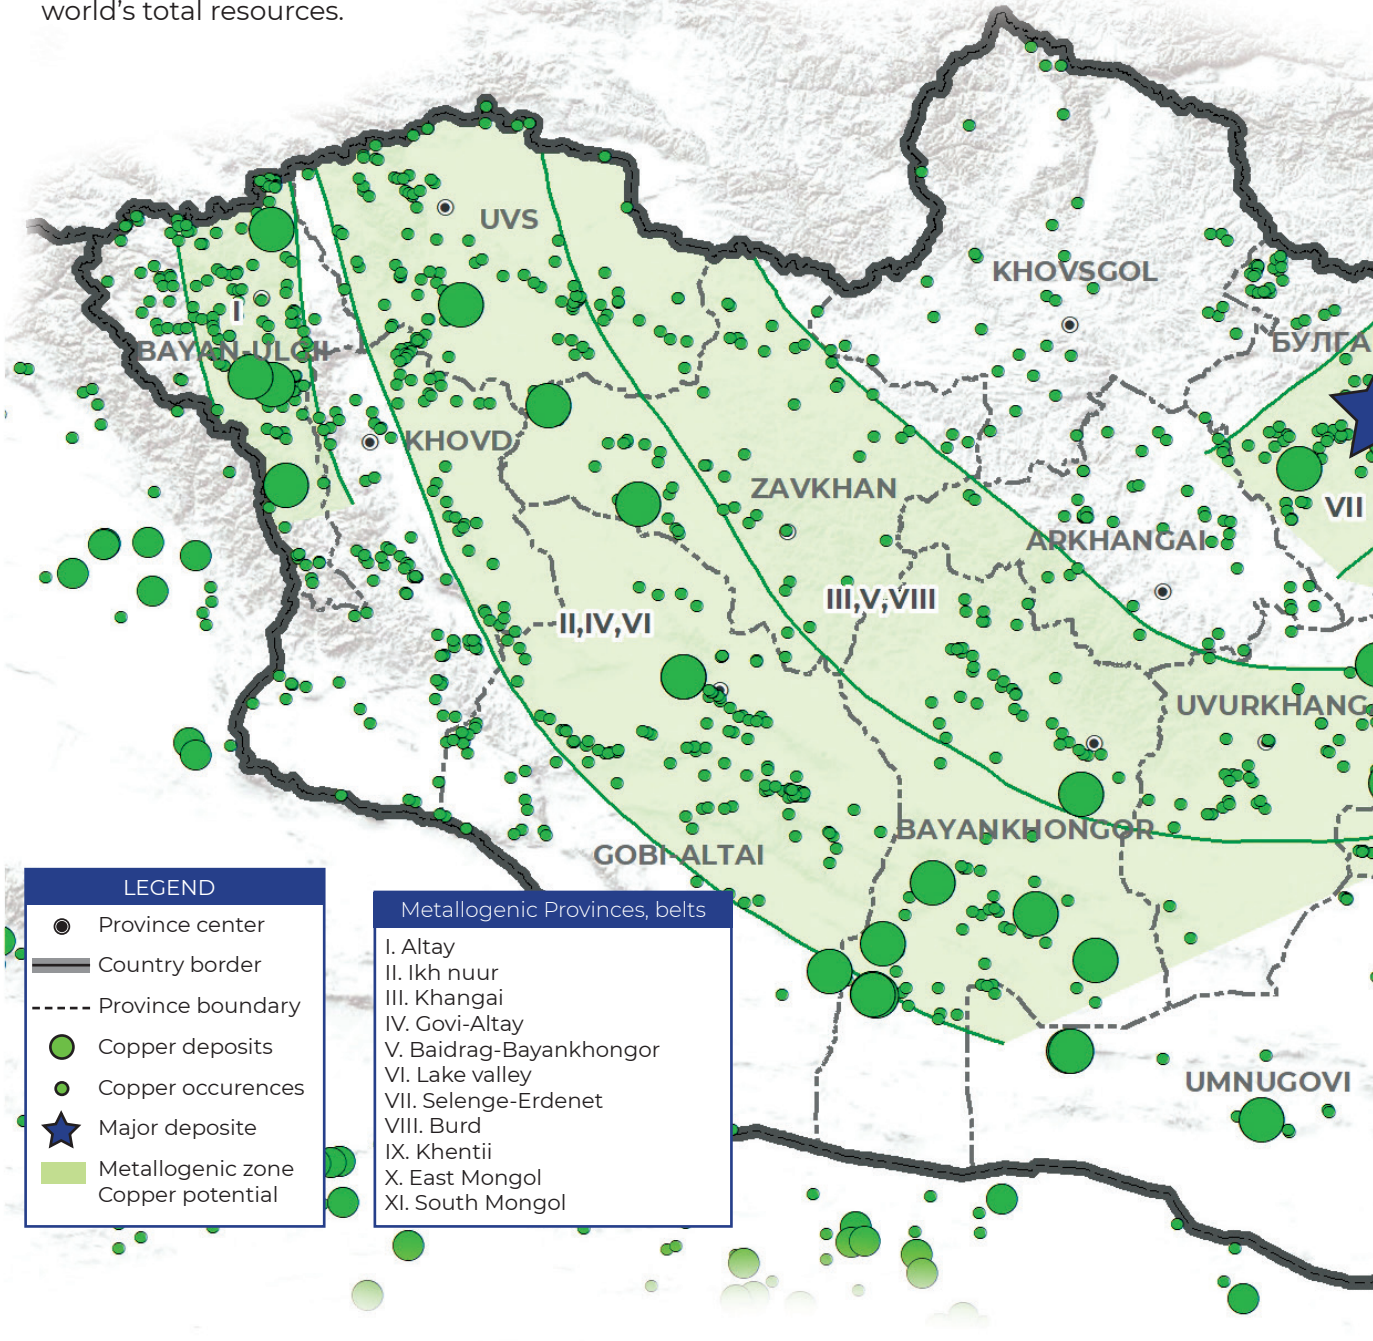 world's total resources.
UVS
KHOVSGOL
I
BAYAN-ULGII
БУЛГА
KHOVD
ZAVKHAN
VII
ARKHANGAI
II,IV,VI
III,V,VIII
UVURKHANG
BAYANKHONGOR
GOBI-ALTAI
UMNUGOVI
LEGEND
Province center
Country border
Province boundary
Copper deposits
Copper occurences
Major deposite
Metallogenic zone
Copper potential
Metallogenic Provinces, belts
I. Altay
II. Ikh nuur
III. Khangai
IV. Govi-Altay
V. Baidrag-Bayankhongor
VI. Lake valley
VII. Selenge-Erdenet
VIII. Burd
IX. Khentii
X. East Mongol
XI. South Mongol